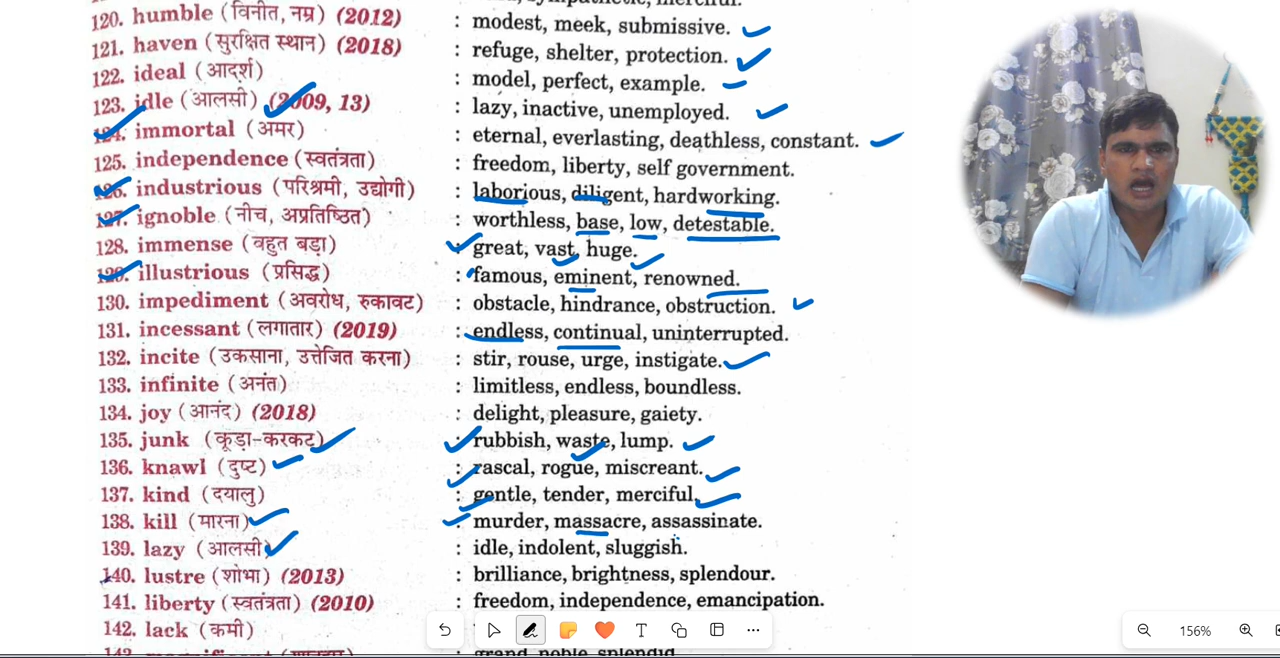 120. humble (विनीत, नम्र) (2012) : modest, meek, submissive.
121. haven (सुरक्षित स्थान) (2018) : refuge, shelter, protection.
122. ideal (आदर्श) : model, perfect, example.
123. idle (आलसी) (2009, 13) : lazy, inactive, unemployed.
124. immortal (अमर) : eternal, everlasting, deathless, constant.
125. independence (स्वतंत्रता) : freedom, liberty, self government.
126. industrious (परिश्रमी, उद्योगी) : laborious, diligent, hardworking.
127. ignoble (नीच, अप्रतिष्ठित) : worthless, base, low, detestable.
128. immense (बहुत बड़ा) : great, vast, huge.
129. illustrious (प्रसिद्ध) : famous, eminent, renowned.
130. impediment (अवरोध, रुकावट) : obstacle, hindrance, obstruction.
131. incessant (लगातार) (2019) : endless, continual, uninterrupted.
132. incite (उकसाना, उत्तेजित करना) : stir, rouse, urge, instigate.
133. infinite (अनंत) : limitless, endless, boundless.
134. joy (आनंद) (2018) : delight, pleasure, gaiety.
135. junk (कूड़ा-करकट) : rubbish, waste, lump.
136. knawl (दुष्ट) : rascal, rogue, miscreant.
137. kind (दयालु) : gentle, tender, merciful.
138. kill (मारना) : murder, massacre, assassinate.
139. lazy (आलसी) : idle, indolent, sluggish.
140. lustre (शोभा) (2013) : brilliance, brightness, splendour.
141. liberty (स्वतंत्रता) (2010) : freedom, independence, emancipation.
142. lack (कमी)
grand, noble, splendid
156%